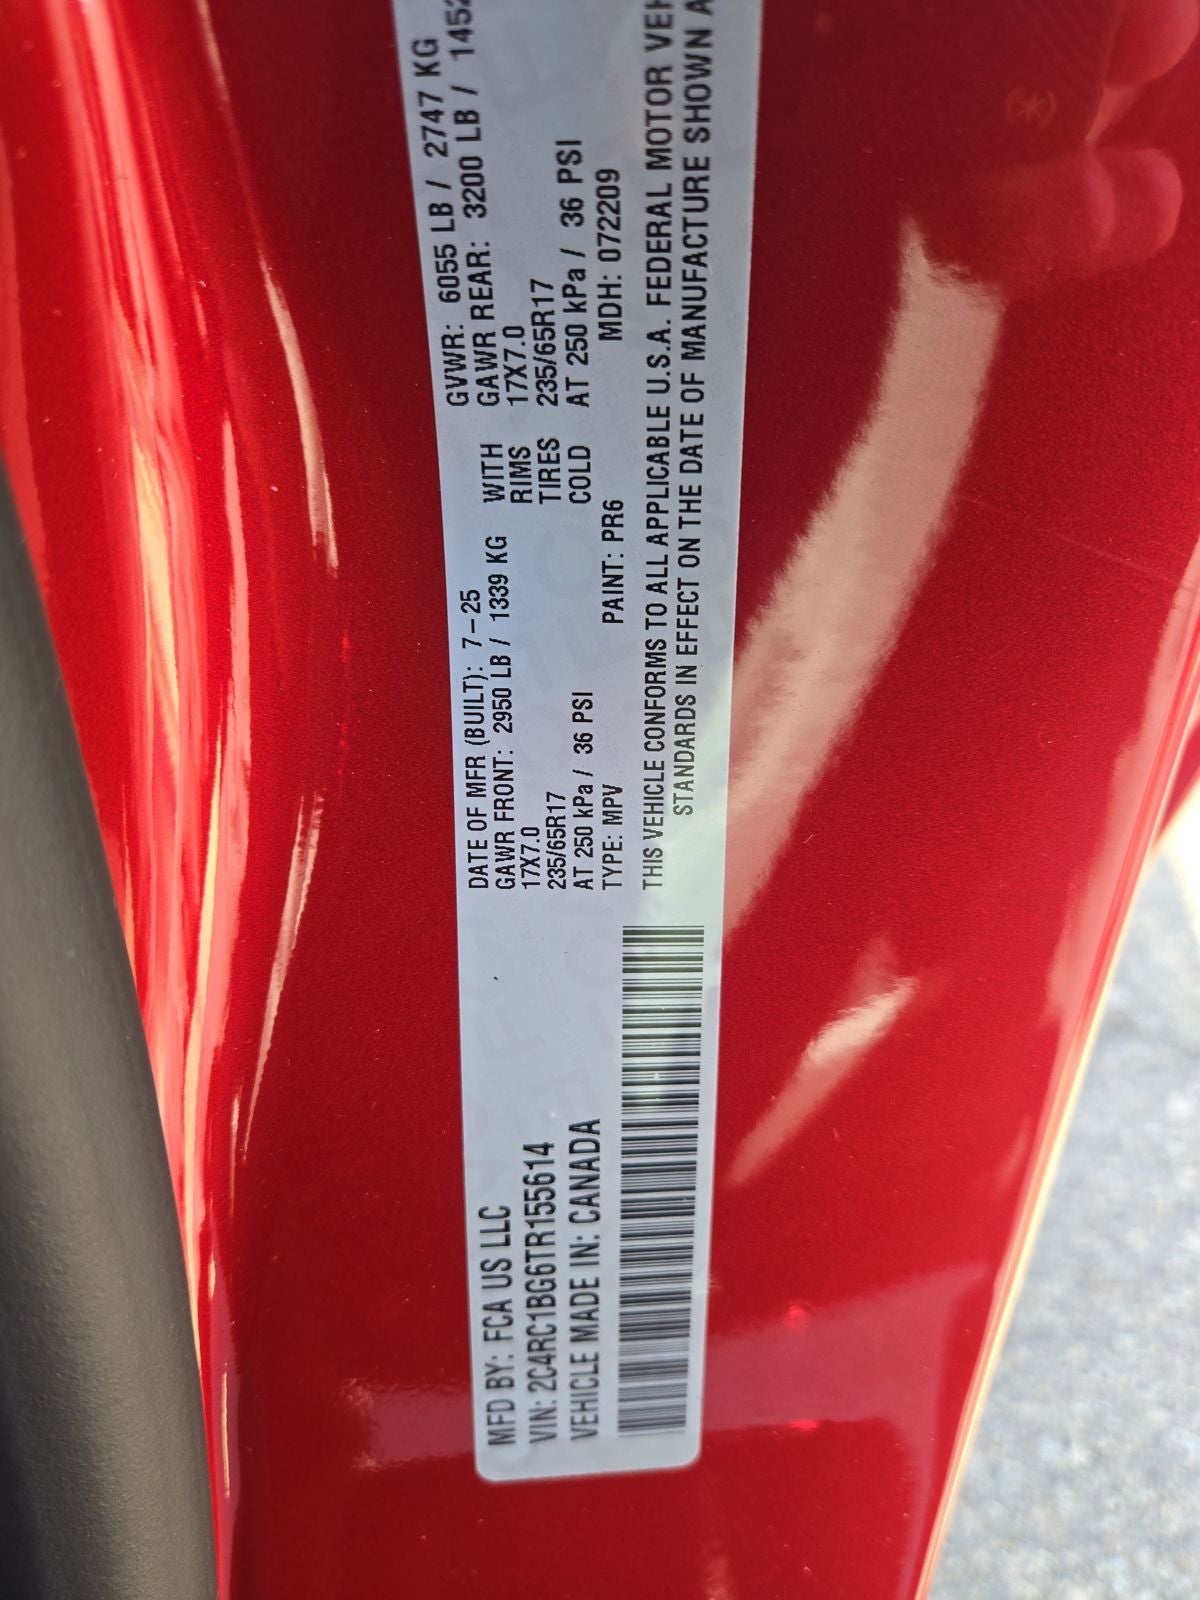 MFD BY: FCA US LLC
VIN: 2C4RC1BG6TR155614
VEHICLE MADE IN: CANADA
DATE OF MFR (BUILT): 7-25 GVWR: 6055 LB / 2747 KG
GAWR FRONT: 2950 LB / 1339 KG WITH GAWR REAR: 3200 LB / 1452
17X7.0 RIMS 17X7.0
235/65R17 TIRES 235/65R17
AT 250 kPa / 36 PSI COLD AT 250 kPa / 36 PSI
TYPE: MPV PAINT: PR6 MDH: 072209
THIS VEHICLE CONFORMS TO ALL APPLICABLE U.S.A. FEDERAL MOTOR VEH
STANDARDS IN EFFECT ON THE DATE OF MANUFACTURE SHOWN A